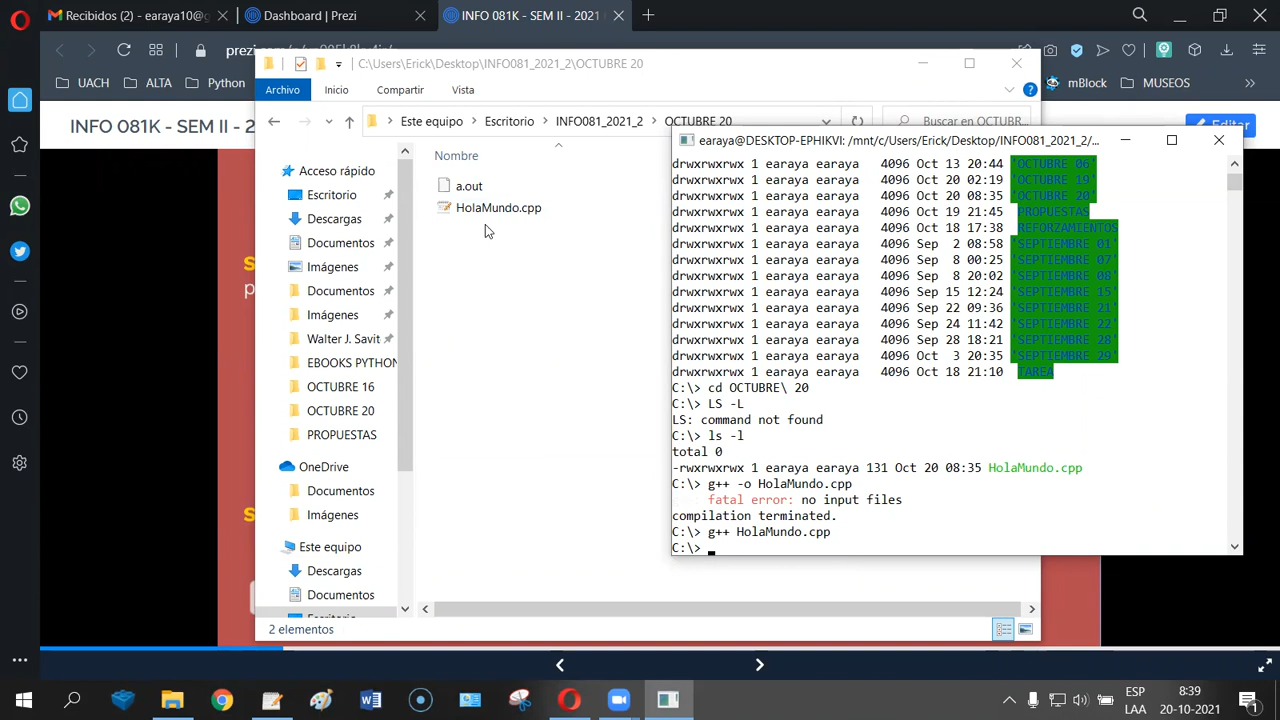 Recibidos (2) - earaya10@g
Dashboard | Prezi
INFO 081K - SEM II - 2021
UACH
ALTA
Python
mBlock
MUSEOS
INFO 081K - SEM II - 2
Editar
C:\Users\Erick\Desktop\INFO081_2021_2\OCTUBRE 20
Archivo
Inicio
Compartir
Vista
Este equipo
Escritorio
INFO081_2021_2
OCTUBRE 20
Buscar en OCTUBR...
Nombre
a.out
HolaMundo.cpp
Acceso rápido
Escritorio
Descargas
Documentos
Imágenes
Documentos
Imágenes
Walter J. Savit
EBOOKS PYTHON
OCTUBRE 16
OCTUBRE 20
PROPUESTAS
OneDrive
Documentos
Imágenes
Este equipo
Descargas
Documentos
2 elementos
earaya@DESKTOP-EPHIKVI: /mnt/c/Users/Erick/Desktop/INFO081_2021_2/...
drwxrwxrwx 1 earaya earaya 4096 Oct 13 20:44 'OCTUBRE 06'
drwxrwxrwx 1 earaya earaya 4096 Oct 20 02:19 'OCTUBRE 19'
drwxrwxrwx 1 earaya earaya 4096 Oct 20 08:35 'OCTUBRE 20'
drwxrwxrwx 1 earaya earaya 4096 Oct 19 21:45 PROPUESTAS
drwxrwxrwx 1 earaya earaya 4096 Oct 18 17:38 REFORZAMIENTOS
drwxrwxrwx 1 earaya earaya 4096 Sep 2 08:58 'SEPTIEMBRE 01'
drwxrwxrwx 1 earaya earaya 4096 Sep 8 00:25 'SEPTIEMBRE 07'
drwxrwxrwx 1 earaya earaya 4096 Sep 8 20:02 'SEPTIEMBRE 08'
drwxrwxrwx 1 earaya earaya 4096 Sep 15 12:24 'SEPTIEMBRE 15'
drwxrwxrwx 1 earaya earaya 4096 Sep 22 09:36 'SEPTIEMBRE 21'
drwxrwxrwx 1 earaya earaya 4096 Sep 24 11:42 'SEPTIEMBRE 22'
drwxrwxrwx 1 earaya earaya 4096 Sep 28 18:21 'SEPTIEMBRE 28'
drwxrwxrwx 1 earaya earaya 4096 Oct 3 20:35 'SEPTIEMBRE 29'
drwxrwxrwx 1 earaya earaya 4096 Oct 18 21:10 TAREA
C:\> cd OCTUBRE\ 20
C:\> LS -L
LS: command not found
C:\> ls -l
total 0
-rwxrwxrwx 1 earaya earaya 131 Oct 20 08:35 HolaMundo.cpp
C:\> g++ -o HolaMundo.cpp
fatal error: no input files
compilation terminated.
C:\> g++ HolaMundo.cpp
C:\>
ESP
LAA
8:39
20-10-2021
1